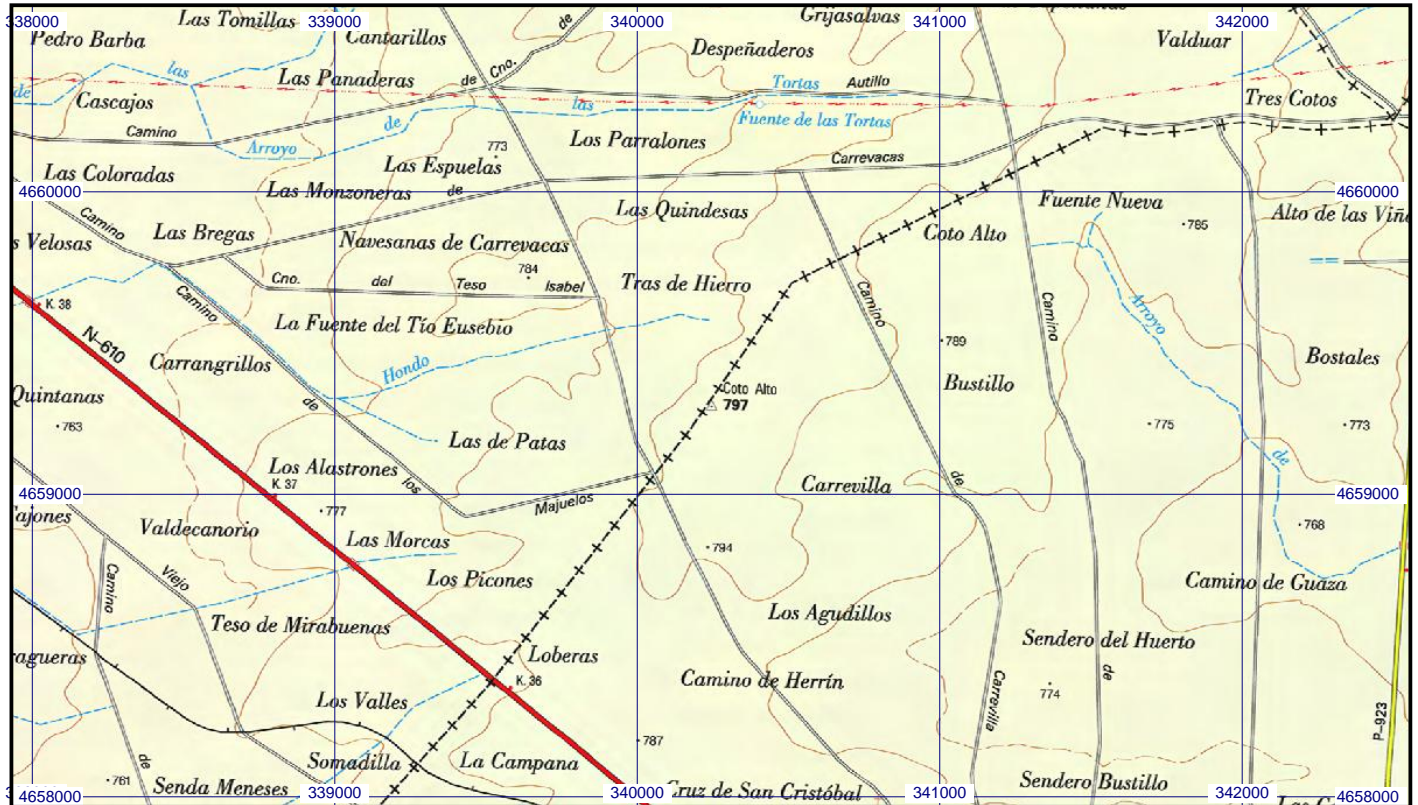 338000
339000
340000
341000
342000
Las Tomillas
Grijasalvas
Pedro Barba
Cantarillos
de
Despeñaderos
Valduar
las
Las Panaderas
de Cno.
Tortas
Autillo
de
Cascajos
las
Tres Cotos
Camino
de
Fuente de las Tortas
Arroyo
773
Los Parralones
Las Espuelas
Carrevacas
Las Coloradas
4660000
4660000
Las Monzoneras
de
Fuente Nueva
Las Quindesas
Camino
785
Las Bregas
Navesanas de Carrevacas
Coto Alto
s Velosas
784
Cno. del Teso Isabel
Tras de Hierro
K. 38
Camino
Camino
Camino
Arroyo
N-610
La Fuente del Tío Eusebio
789
Carrangrillos
Hondo
Bostales
Bustillo
Coto Alto
797
Quintanas
de
763
775
773
Las de Patas
de
Los Alastrones
los
de
K. 37
Carrevilla
4659000
4659000
Majuelos
777
768
Valdecanorio
Las Morcas
794
Camino
Viejo
Los Picones
Camino de Guaza
Teso de Mirabuenas
Los Agudillos
Sendero del Huerto
ragueras
Loberas
de
K. 36
Camino de Herrín
Carrevilla
774
Los Valles
P-923
787
de
Somadilla
La Campana
761
Senda Meneses
Cruz de San Cristóbal
Sendero Bustillo
4658000
4658000